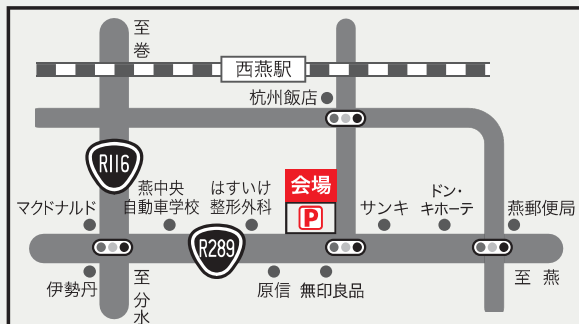 至巻
西燕駅
杭州飯店
R116
燕中央
自動車学校
はすいけ
整形外科
会場
P
マクドナルド
サンキ
ドン・
キホーテ
燕郵便局
R289
伊勢丹
至分水
原信
無印良品
至 燕